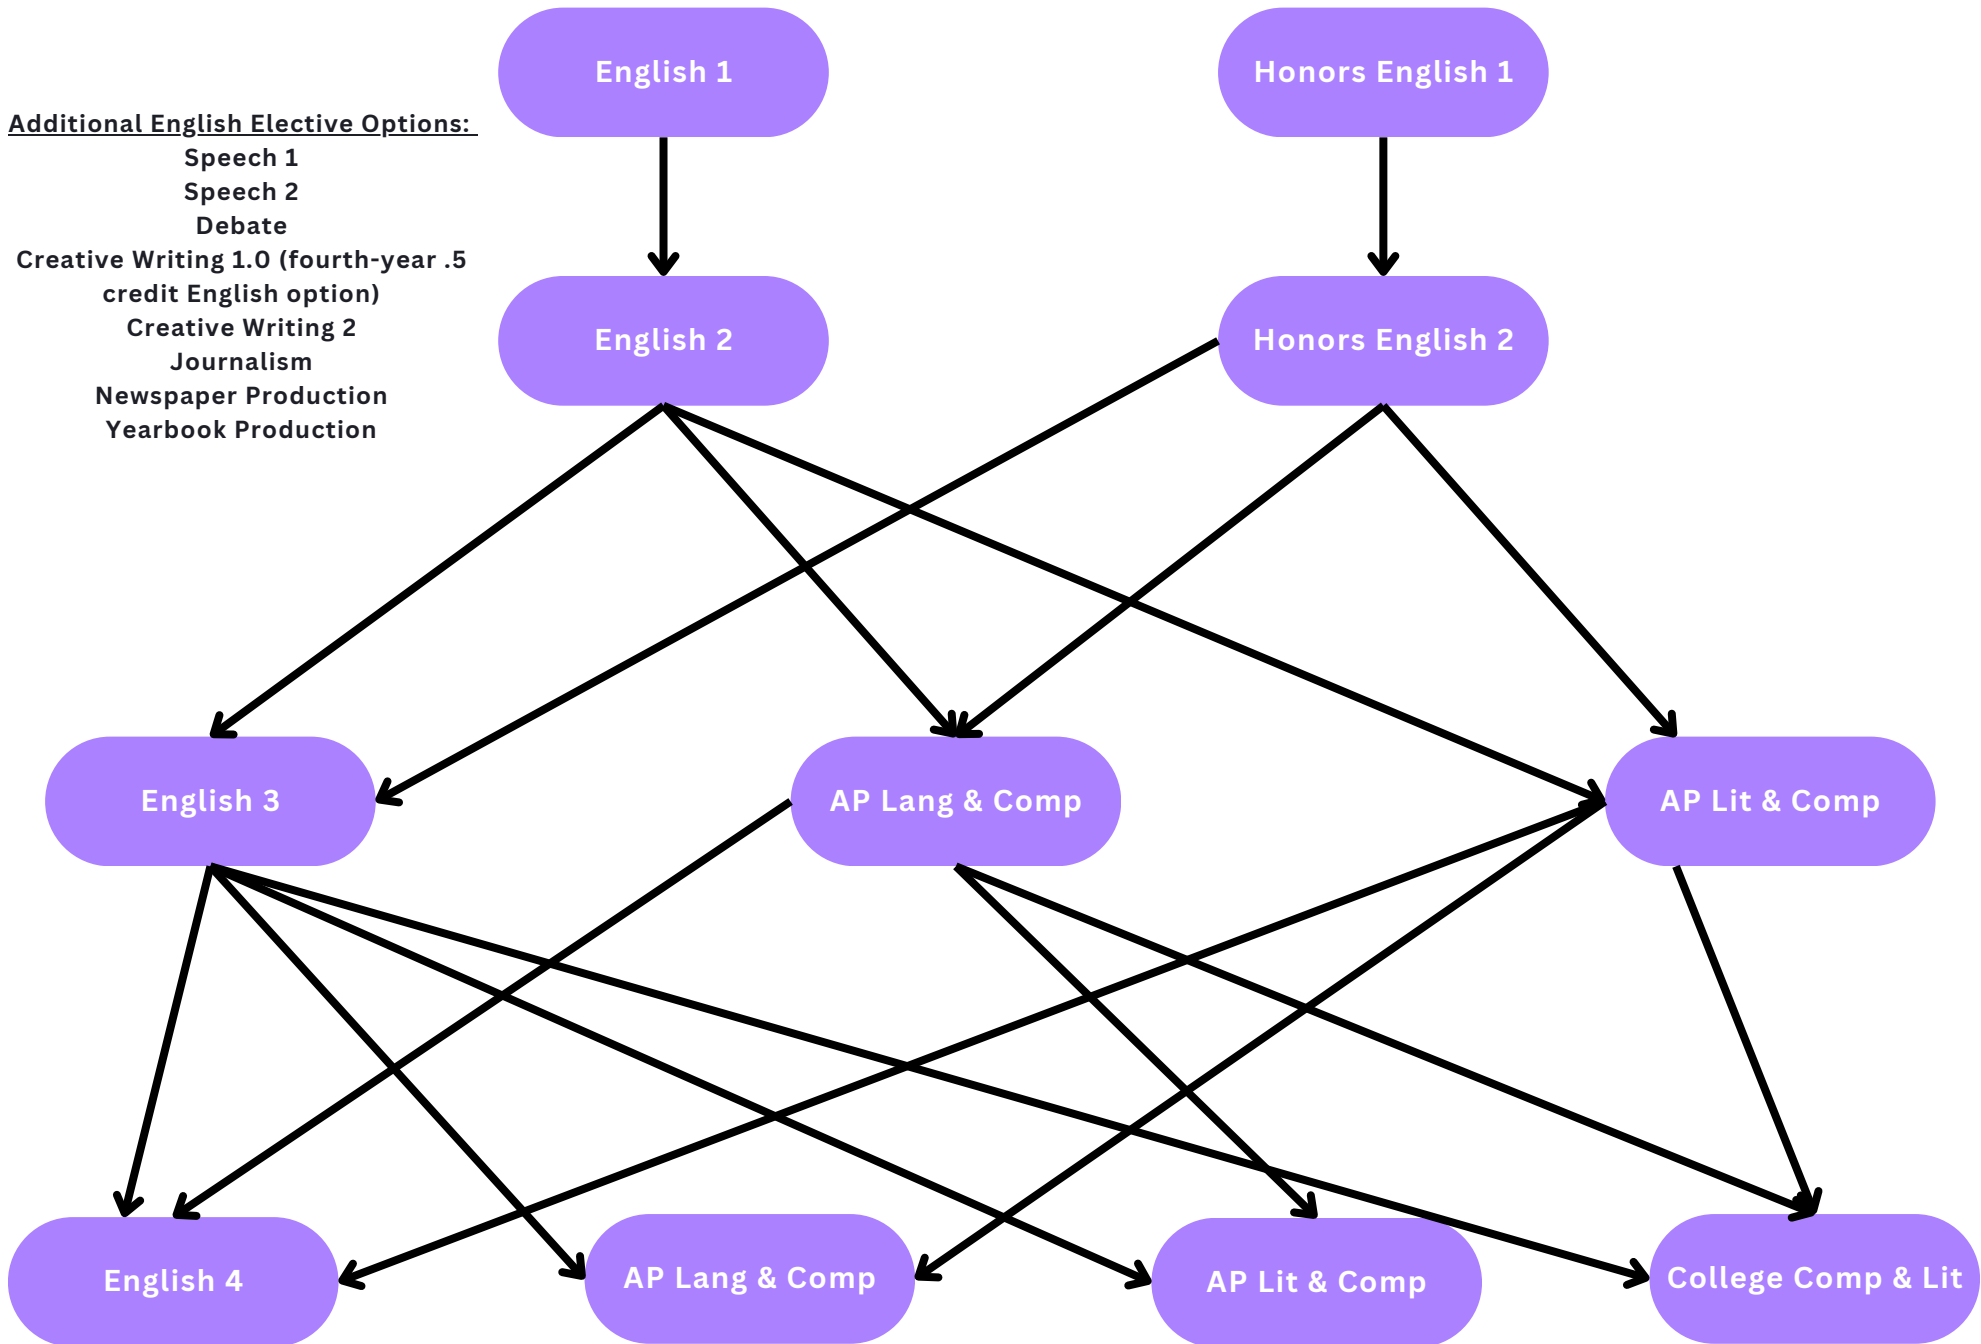 English 1
Honors English 1
Additional English Elective Options:
Speech 1
Speech 2
Debate
Creative Writing 1.0 (fourth-year .5
credit English option)
Creative Writing 2
Journalism
Newspaper Production
Yearbook Production
English 2
Honors English 2
English 3
AP Lang & Comp
AP Lit & Comp
English 4
AP Lang & Comp
AP Lit & Comp
College Comp & Lit